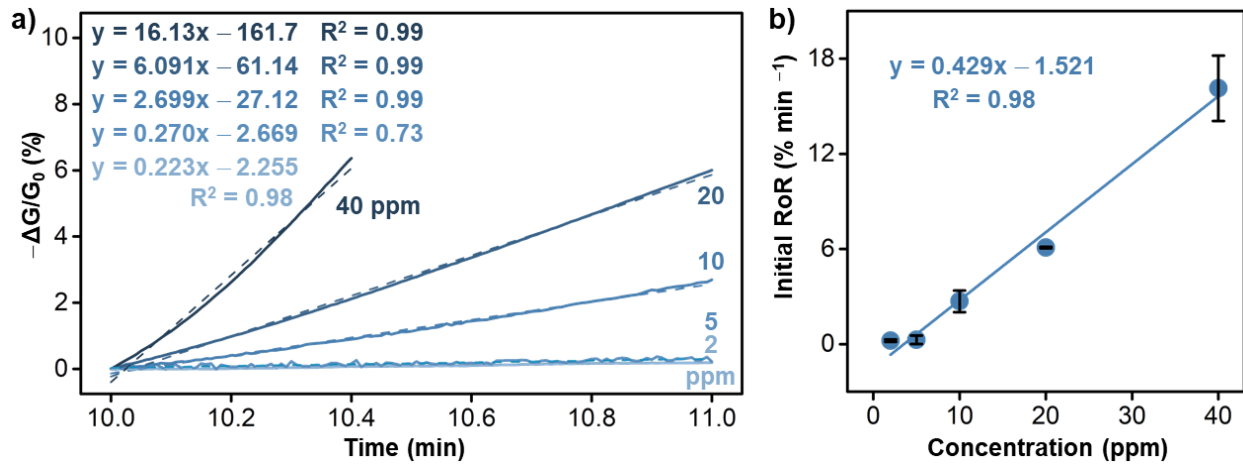 a)
y = 16.13x – 161.7 R² = 0.99
y = 6.091x – 61.14 R² = 0.99
y = 2.699x – 27.12 R² = 0.99
y = 0.270x – 2.669 R² = 0.73
y = 0.223x – 2.255
R² = 0.98
40 ppm
20
10
5
2
ppm
10
8
6
4
2
0
–ΔG/G₀ (%)
10.0 10.2 10.4 10.6 10.8 11.0
Time (min)
b)
y = 0.429x – 1.521
R² = 0.98
18
12
6
0
Initial RoR (% min ⁻¹)
0 10 20 30 40
Concentration (ppm)